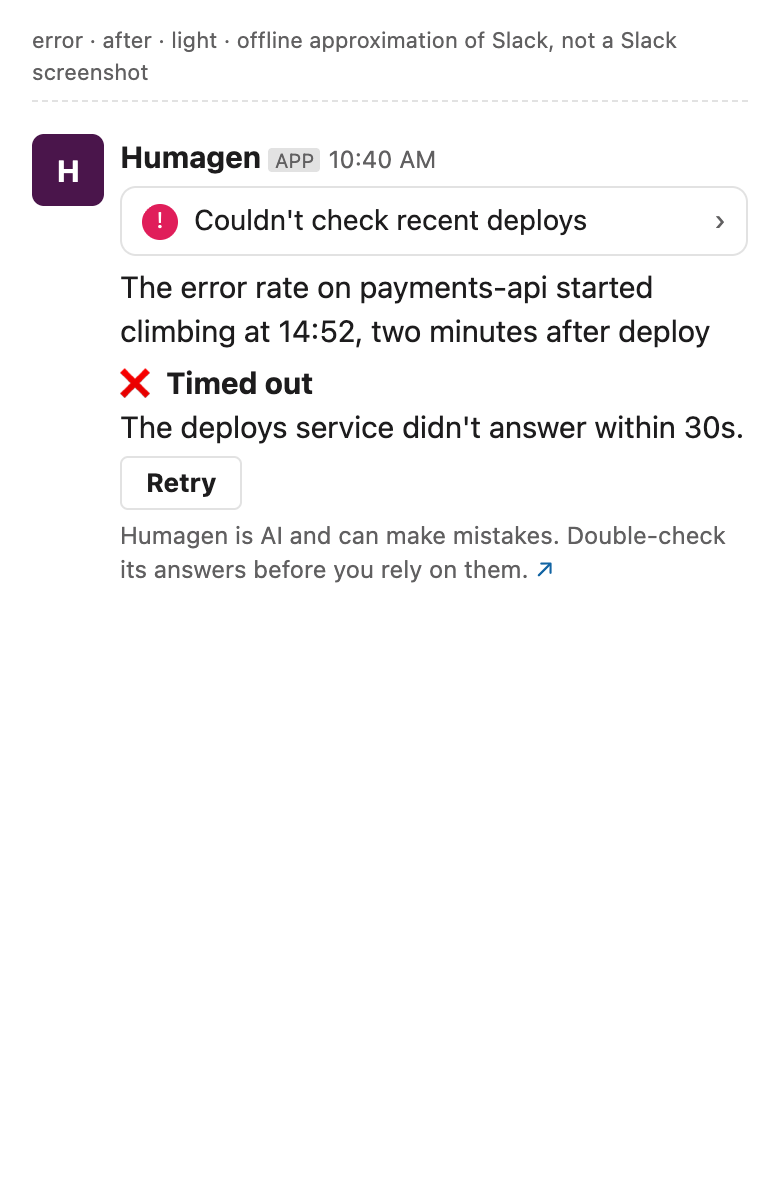 error · after · light · offline approximation of Slack, not a Slack
screenshot
H
Humagen APP 10:40 AM
! Couldn't check recent deploys ›
The error rate on payments-api started
climbing at 14:52, two minutes after deploy
❌ Timed out
The deploys service didn't answer within 30s.
Retry
Humagen is AI and can make mistakes. Double-check
its answers before you rely on them. ↗